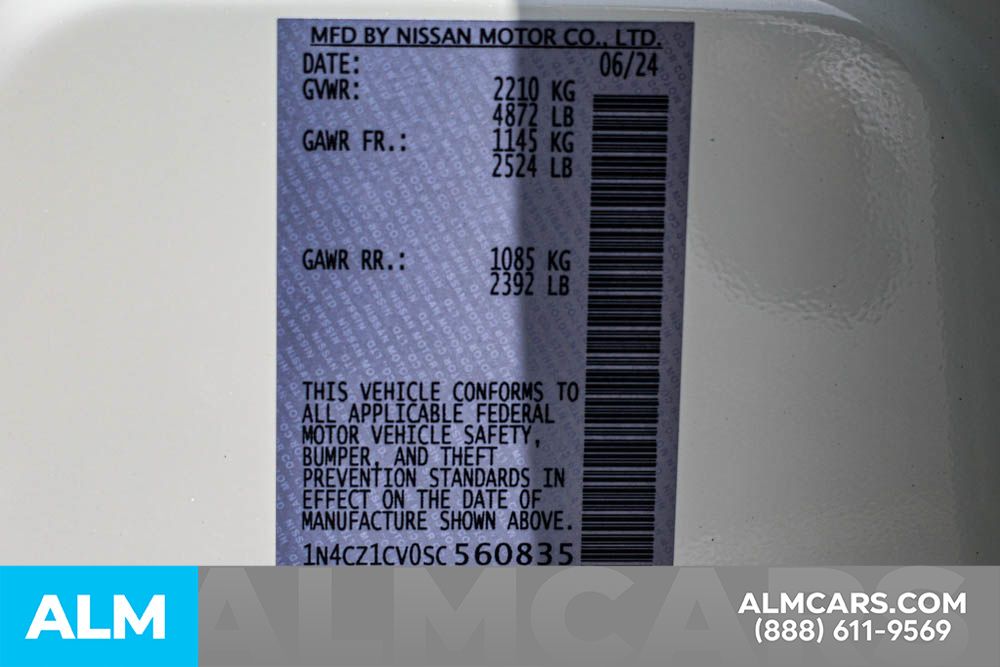 MFD BY NISSAN MOTOR CO., LTD.
DATE: 06/24
GVWR: 2210 KG
4872 LB
GAWR FR.: 1145 KG
2524 LB
GAWR RR.: 1085 KG
2392 LB
THIS VEHICLE CONFORMS TO
ALL APPLICABLE FEDERAL
MOTOR VEHICLE SAFETY,
BUMPER, AND THEFT
PREVENTION STANDARDS IN
EFFECT ON THE DATE OF
MANUFACTURE SHOWN ABOVE.
1N4CZ1CV0SC560835
ALM
ALMCARS
ALMCARS.COM
(888) 611-9569